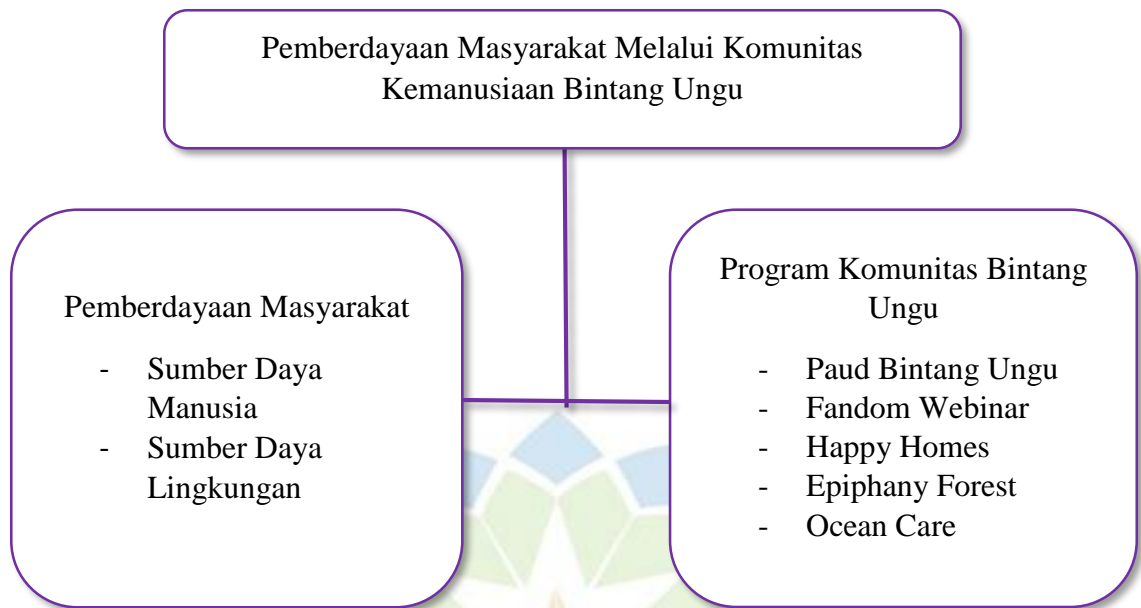 Pemberdayaan Masyarakat Melalui Komunitas
Kemanusiaan Bintang Ungu
Pemberdayaan Masyarakat
- Sumber Daya
Manusia
- Sumber Daya
Lingkungan
Program Komunitas Bintang
Ungu
- Paud Bintang Ungu
- Fandom Webinar
- Happy Homes
- Epiphany Forest
- Ocean Care